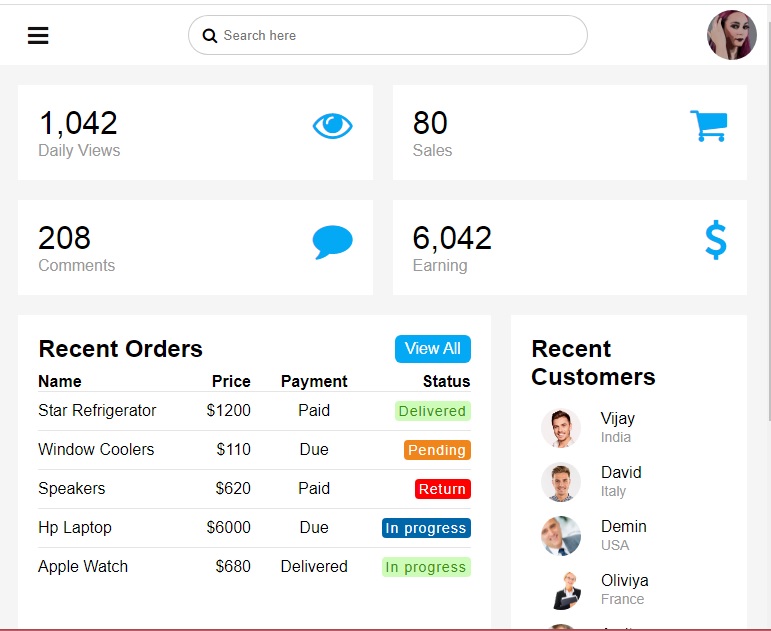 Search here
1,042
Daily Views
80
Sales
208
Comments
6,042
Earning
Recent Orders
View All
Name Price Payment Status
Star Refrigerator $1200 Paid Delivered
Window Coolers $110 Due Pending
Speakers $620 Paid Return
Hp Laptop $6000 Due In progress
Apple Watch $680 Delivered In progress
Recent
Customers
Vijay
India
David
Italy
Demin
USA
Oliviya
France